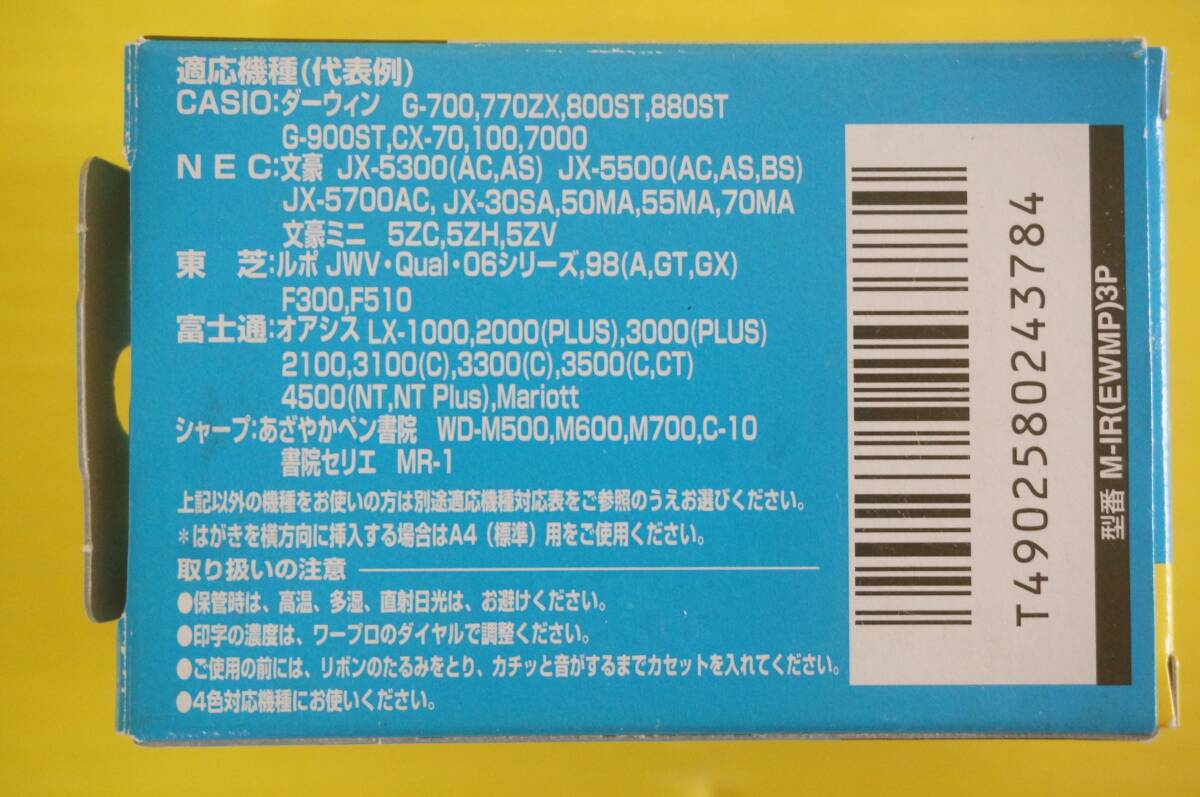 適応機種(代表例)
CASIO:ダーウィン G-700,770ZX,800ST,880ST
G-900ST,CX-70,100,7000
NEC:文豪 JX-5300(AC,AS) JX-5500(AC,AS,BS)
JX-5700AC, JX-30SA,50MA,55MA,70MA
文豪ミニ 5ZC,5ZH,5ZV
東芝:ルポ JWV・Qual・06シリーズ,98(A,GT,GX)
F300,F510
富士通:オアシス LX-1000,2000(PLUS),3000(PLUS)
2100,3100(C),3300(C),3500(C,CT)
4500(NT,NT Plus),Mariott
シャープ:あざやかペン書院 WD-M500,M600,M700,C-10
書院セリエ MR-1
上記以外の機種をお使いの方は別途適応機種対応表をご参照のうえお選びください。
*はがきを横方向に挿入する場合はA4(標準)用をご使用ください。
取り扱いの注意
●保管時は、高温、多湿、直射日光は、お避けください。
●印字の濃度は、ワープロのダイヤルで調整ください。
●ご使用の前には、リボンのたるみをとり、カチッと音がするまでカセットを入れてください。
●4色対応機種にお使いください。
T4902580243784
型番 M-IR(EWMP)3P